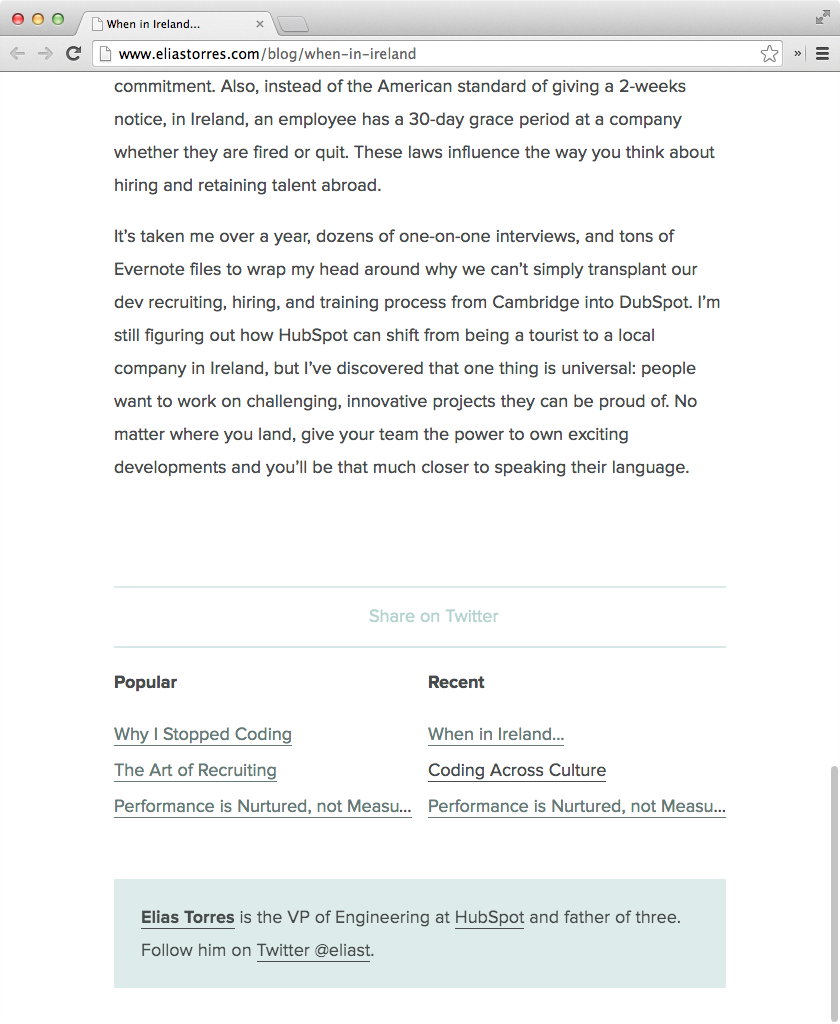 When in Ireland...
www.eliastorres.com/blog/when-in-ireland
commitment. Also, instead of the American standard of giving a 2-weeks
notice, in Ireland, an employee has a 30-day grace period at a company
whether they are fired or quit. These laws influence the way you think about
hiring and retaining talent abroad.
It’s taken me over a year, dozens of one-on-one interviews, and tons of
Evernote files to wrap my head around why we can’t simply transplant our
dev recruiting, hiring, and training process from Cambridge into DubSpot. I’m
still figuring out how HubSpot can shift from being a tourist to a local
company in Ireland, but I’ve discovered that one thing is universal: people
want to work on challenging, innovative projects they can be proud of. No
matter where you land, give your team the power to own exciting
developments and you’ll be that much closer to speaking their language.
Share on Twitter
Popular
Why I Stopped Coding
The Art of Recruiting
Performance is Nurtured, not Measu...
Recent
When in Ireland...
Coding Across Culture
Performance is Nurtured, not Measu...
Elias Torres is the VP of Engineering at HubSpot and father of three.
Follow him on Twitter @eliast.